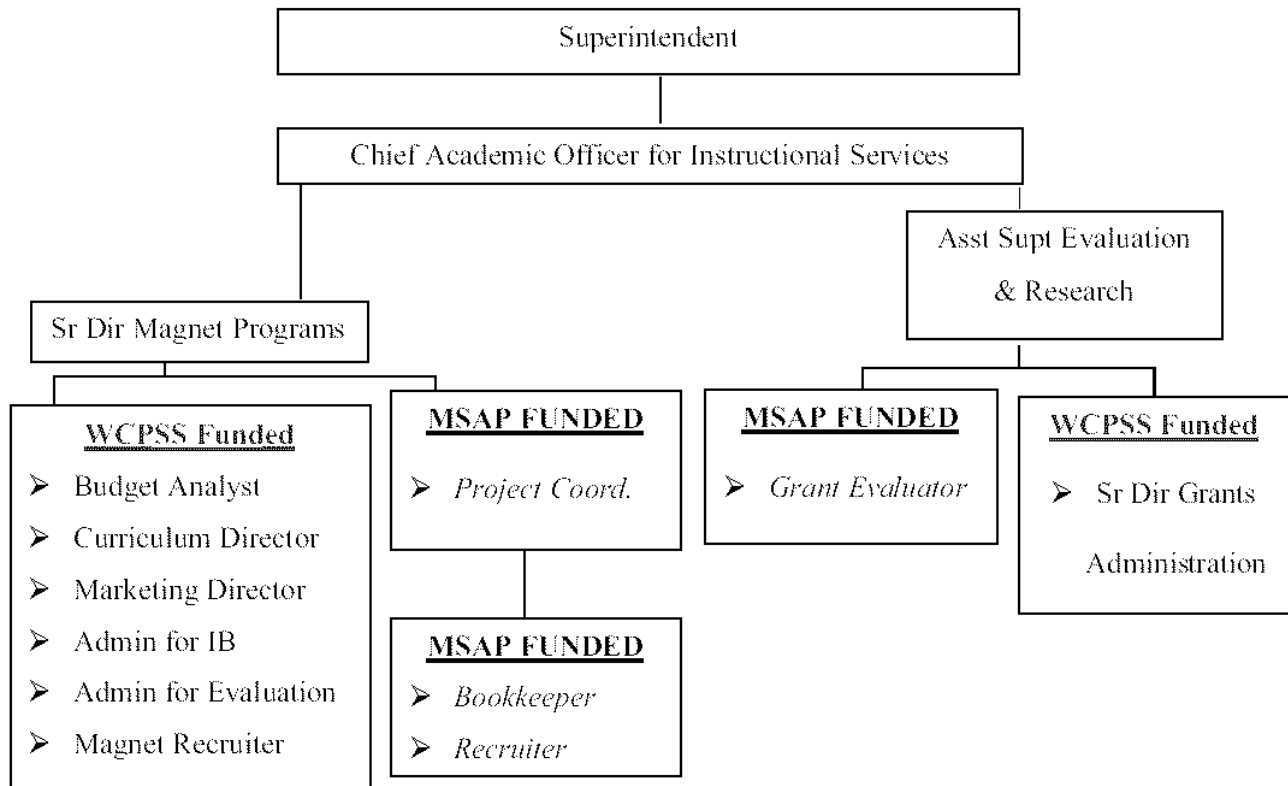 Superintendent
Chief Academic Officer for Instructional Services
Asst Supt Evaluation
& Research
Sr Dir Magnet Programs
WCPSS Funded
➢ Budget Analyst
➢ Curriculum Director
➢ Marketing Director
➢ Admin for IB
➢ Admin for Evaluation
➢ Magnet Recruiter
MSAP FUNDED
➢ Project Coord.
MSAP FUNDED
➢ Bookkeeper
➢ Recruiter
MSAP FUNDED
➢ Grant Evaluator
WCPSS Funded
➢ Sr Dir Grants
Administration